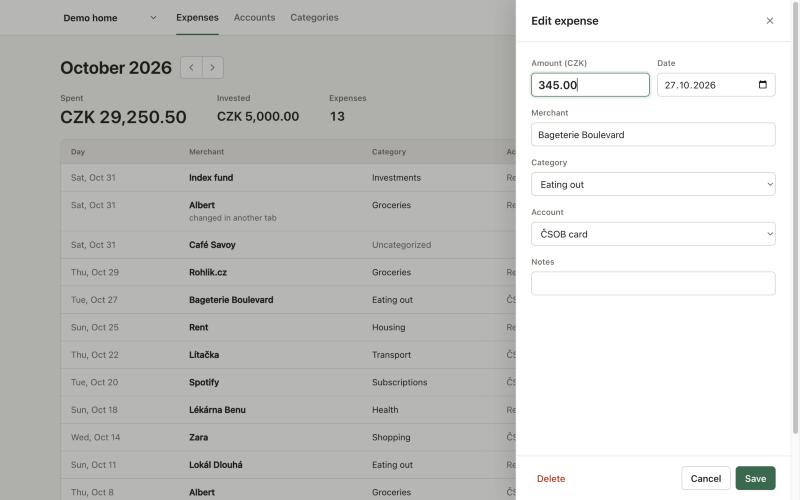 Demo home Expenses Accounts Categories
October 2026
Spent Invested Expenses
CZK 29,250.50 CZK 5,000.00 13
Day Merchant Category
Sat, Oct 31 Index fund Investments
Sat, Oct 31 Albert Groceries
changed in another tab
Sat, Oct 31 Café Savoy Uncategorized
Thu, Oct 29 Rohlik.cz Groceries
Tue, Oct 27 Bageterie Boulevard Eating out
Sun, Oct 25 Rent Housing
Thu, Oct 22 Lítačka Transport
Tue, Oct 20 Spotify Subscriptions
Sun, Oct 18 Lékárna Benu Health
Wed, Oct 14 Zara Shopping
Sun, Oct 11 Lokál Dlouhá Eating out
Thu, Oct 8 Albert Groceries
Edit expense
Amount (CZK) Date
345.00 27.10.2026
Merchant
Bageterie Boulevard
Category
Eating out
Account
ČSOB card
Notes
Delete Cancel Save